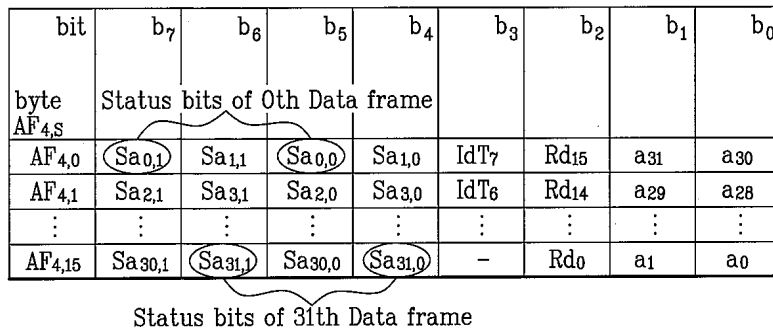 bit b7 b6 b5 b4 b3 b2 b1 b0
byte Status bits of 0th Data frame
AF4,S
AF4,0 Sa0,1 Sa1,1 Sa0,0 Sa1,0 IdT7 Rd15 a31 a30
AF4,1 Sa2,1 Sa3,1 Sa2,0 Sa3,0 IdT6 Rd14 a29 a28
⋮ ⋮ ⋮ ⋮ ⋮ ⋮ ⋮ ⋮ ⋮
AF4,15 Sa30,1 Sa31,1 Sa30,0 Sa31,0 - Rd0 a1 a0
Status bits of 31th Data frame